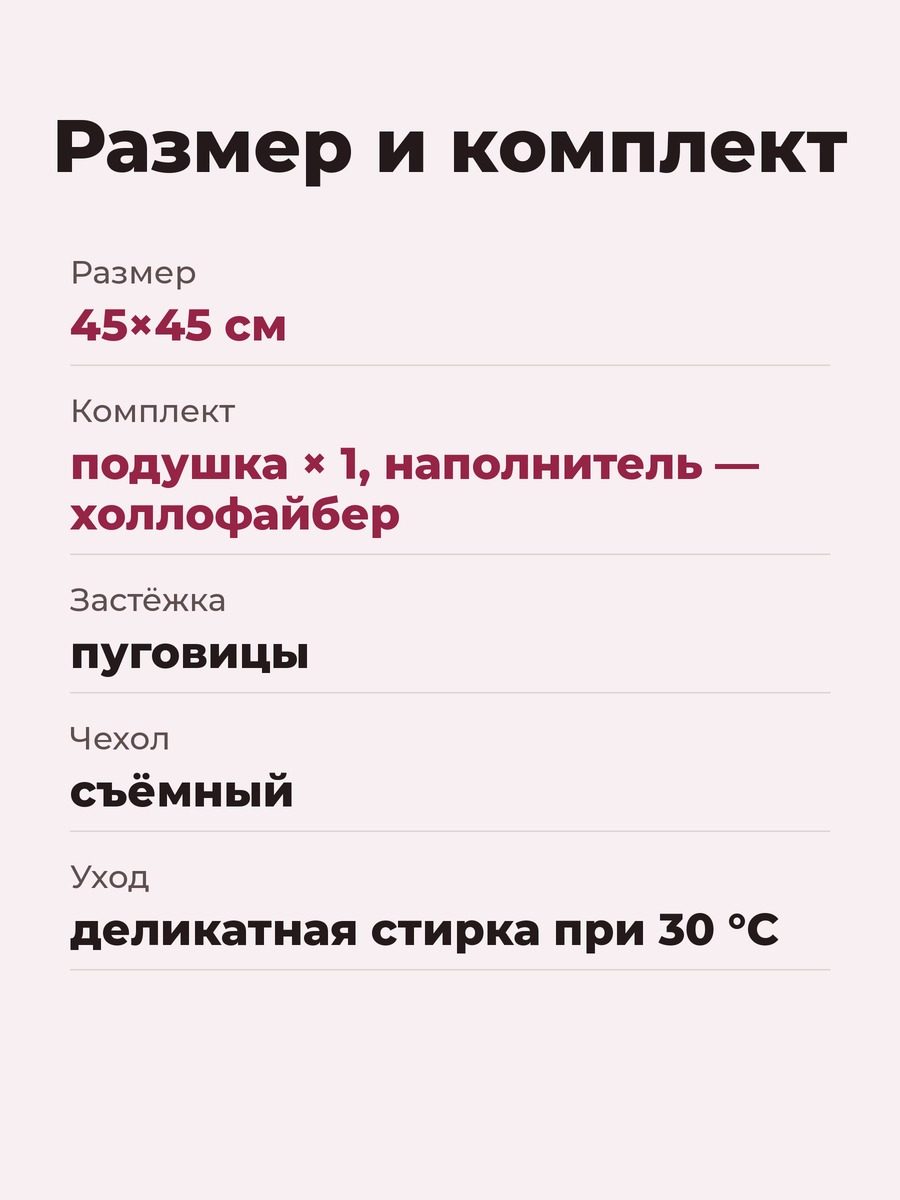 Размер и комплект
Размер
45×45 см
Комплект
подушка × 1, наполнитель —
холлофайбер
Застёжка
пуговицы
Чехол
съёмный
Уход
деликатная стирка при 30 °C